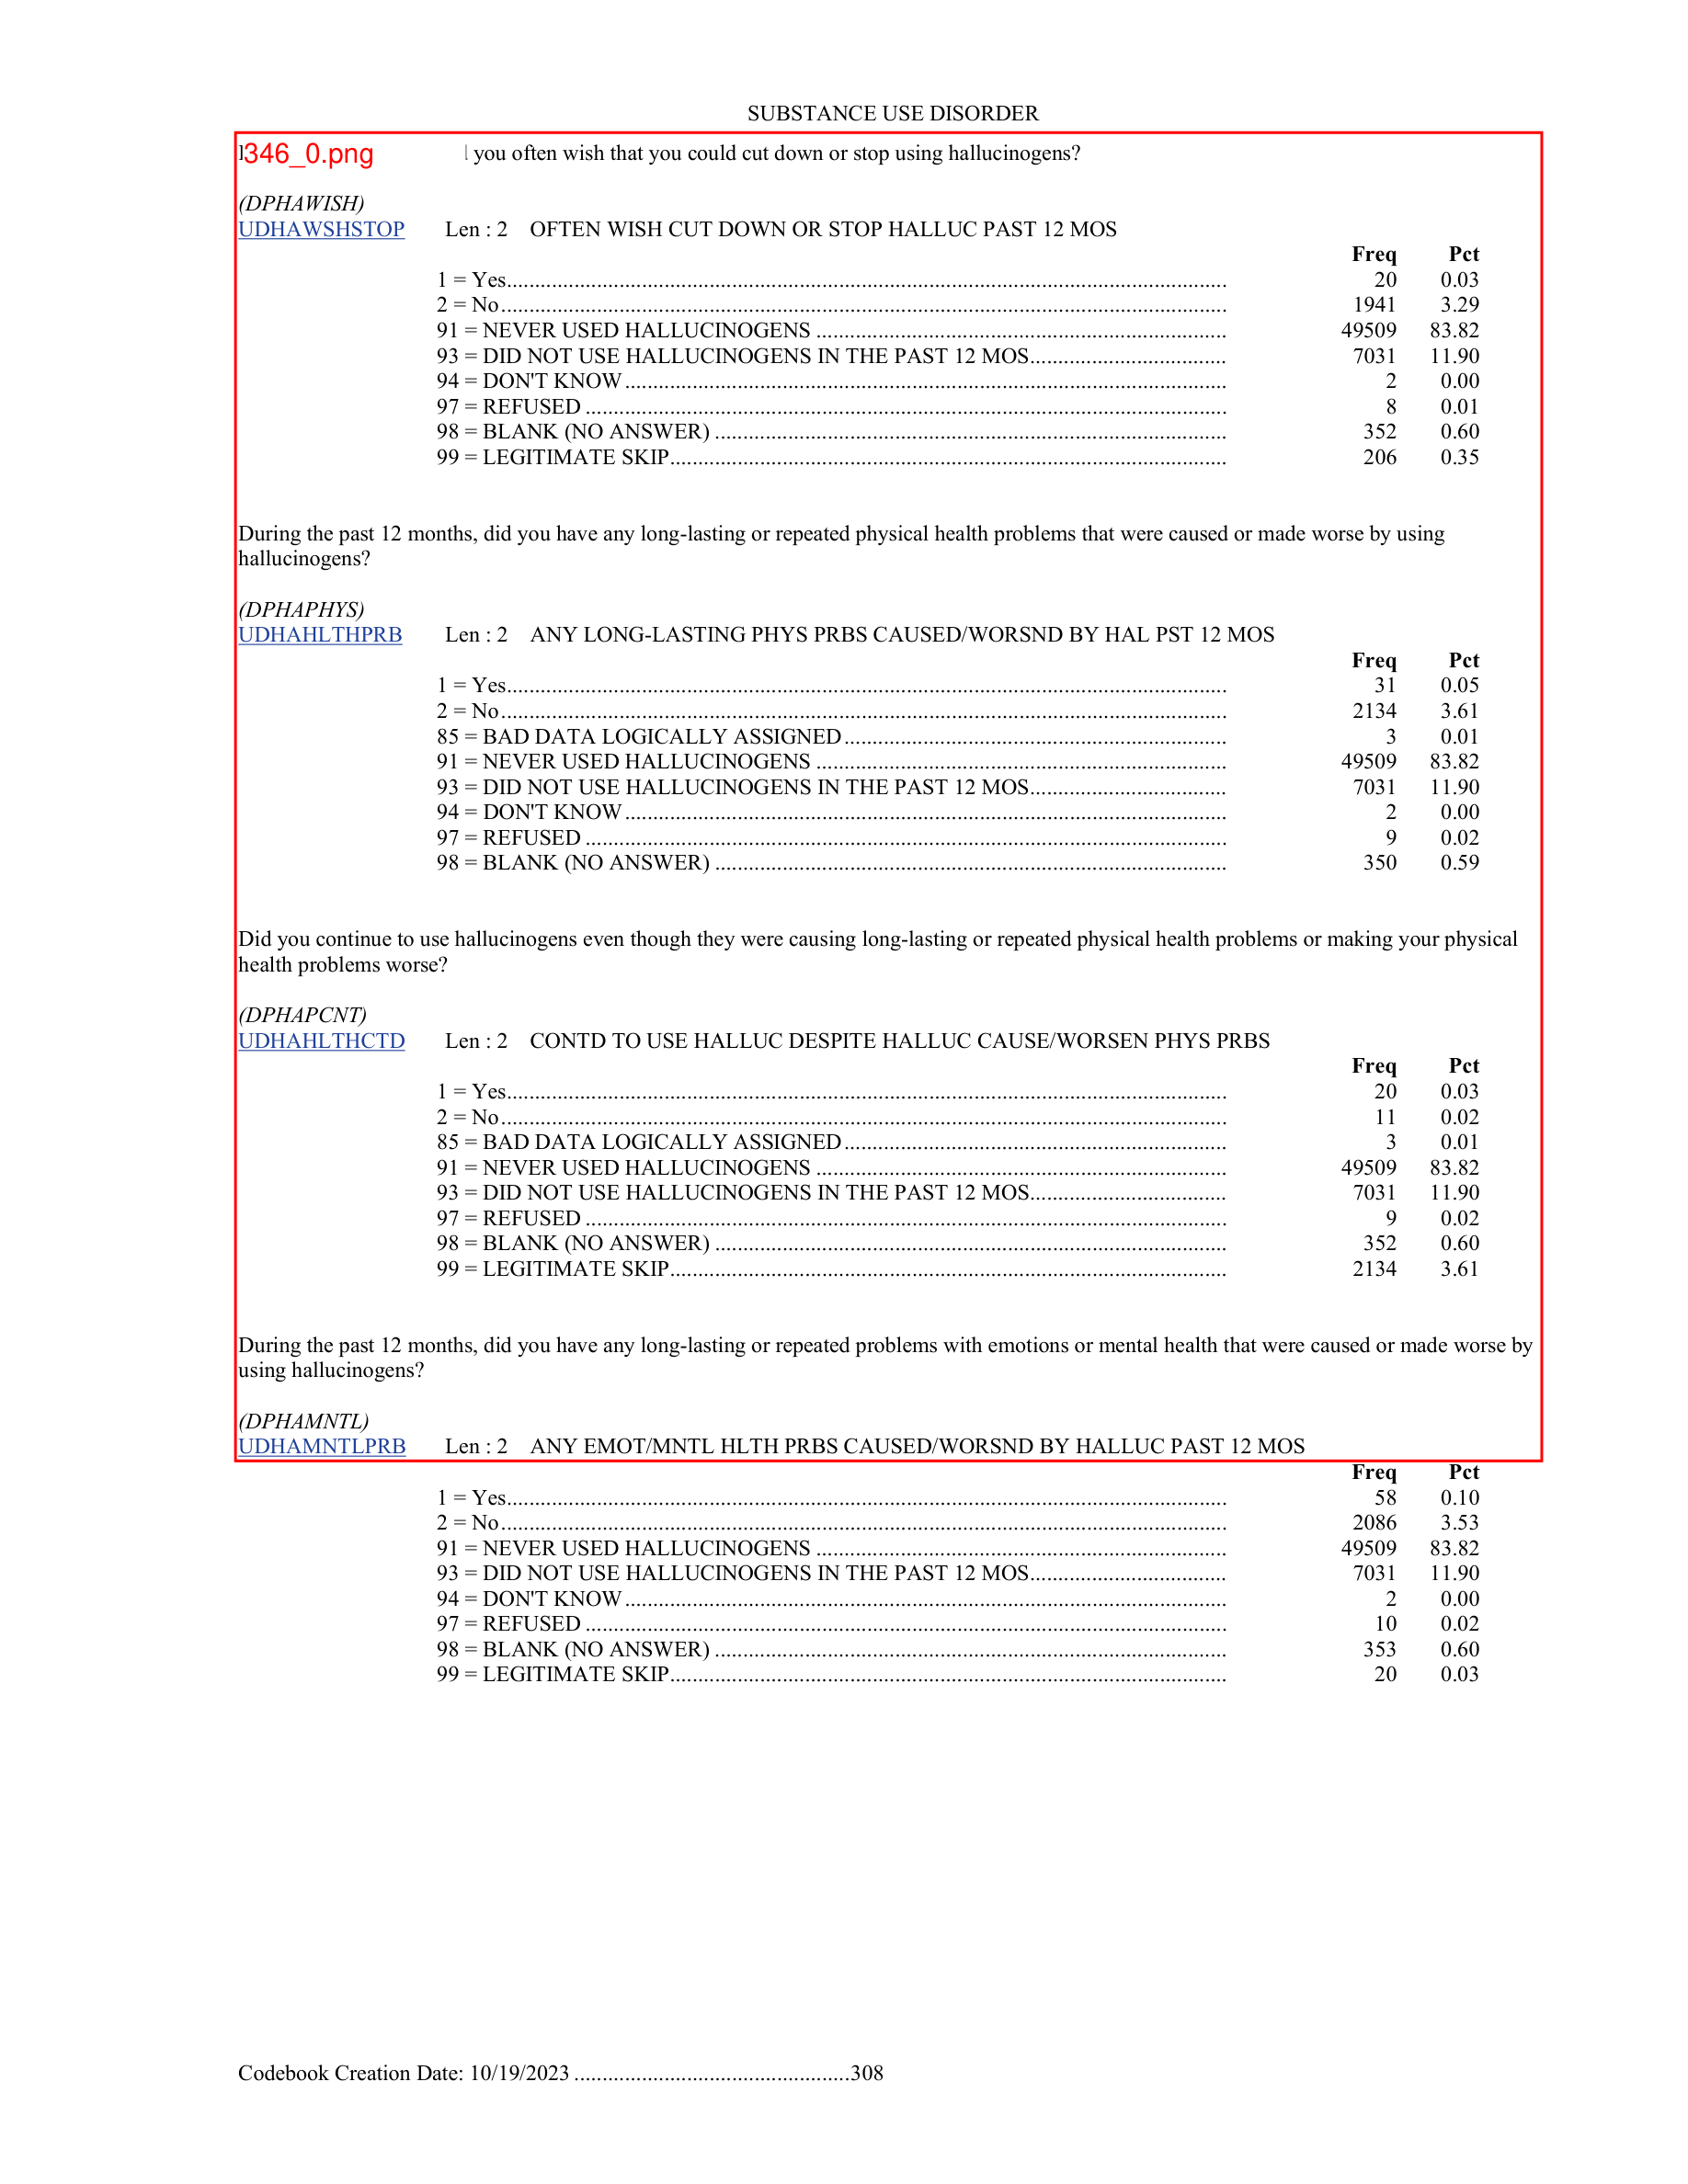 SUBSTANCE USE DISORDER
346_0.png you often wish that you could cut down or stop using hallucinogens?
(DPHAWISH)
UDHAWSHSTOP Len : 2 OFTEN WISH CUT DOWN OR STOP HALLUC PAST 12 MOS
Freq Pct
1 = Yes 20 0.03
2 = No 1941 3.29
91 = NEVER USED HALLUCINOGENS 49509 83.82
93 = DID NOT USE HALLUCINOGENS IN THE PAST 12 MOS 7031 11.90
94 = DON'T KNOW 2 0.00
97 = REFUSED 8 0.01
98 = BLANK (NO ANSWER) 352 0.60
99 = LEGITIMATE SKIP 206 0.35
During the past 12 months, did you have any long-lasting or repeated physical health problems that were caused or made worse by using
hallucinogens?
(DPHAPHYS)
UDHAHLTHPRB Len : 2 ANY LONG-LASTING PHYS PRBS CAUSED/WORSND BY HAL PST 12 MOS
Freq Pct
1 = Yes 31 0.05
2 = No 2134 3.61
85 = BAD DATA LOGICALLY ASSIGNED 3 0.01
91 = NEVER USED HALLUCINOGENS 49509 83.82
93 = DID NOT USE HALLUCINOGENS IN THE PAST 12 MOS 7031 11.90
94 = DON'T KNOW 2 0.00
97 = REFUSED 9 0.02
98 = BLANK (NO ANSWER) 350 0.59
Did you continue to use hallucinogens even though they were causing long-lasting or repeated physical health problems or making your physical
health problems worse?
(DPHAPCNT)
UDHAHLTHCTD Len : 2 CONTD TO USE HALLUC DESPITE HALLUC CAUSE/WORSEN PHYS PRBS
Freq Pct
1 = Yes 20 0.03
2 = No 11 0.02
85 = BAD DATA LOGICALLY ASSIGNED 3 0.01
91 = NEVER USED HALLUCINOGENS 49509 83.82
93 = DID NOT USE HALLUCINOGENS IN THE PAST 12 MOS 7031 11.90
97 = REFUSED 9 0.02
98 = BLANK (NO ANSWER) 352 0.60
99 = LEGITIMATE SKIP 2134 3.61
During the past 12 months, did you have any long-lasting or repeated problems with emotions or mental health that were caused or made worse by
using hallucinogens?
(DPHAMNTL)
UDHAMNTLPRB Len : 2 ANY EMOT/MNTL HLTH PRBS CAUSED/WORSND BY HALLUC PAST 12 MOS
Freq Pct
1 = Yes 58 0.10
2 = No 2086 3.53
91 = NEVER USED HALLUCINOGENS 49509 83.82
93 = DID NOT USE HALLUCINOGENS IN THE PAST 12 MOS 7031 11.90
94 = DON'T KNOW 2 0.00
97 = REFUSED 10 0.02
98 = BLANK (NO ANSWER) 353 0.60
99 = LEGITIMATE SKIP 20 0.03
Codebook Creation Date: 10/19/2023 308